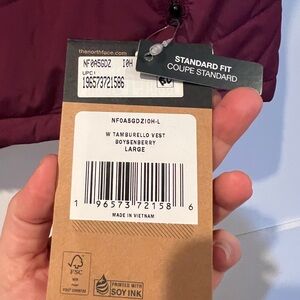 thenorthface.com
STANDARD FIT
COUPE STANDARD
NF0A5GDZ I0H
UPC:
196573721586
NF0A5GDZI0H-L
W TAMBURELLO VEST
BOYSENBERRY
LARGE
1 96573 72158 6
MADE IN VIETNAM
FSC
PRINTED WITH
SOY INK